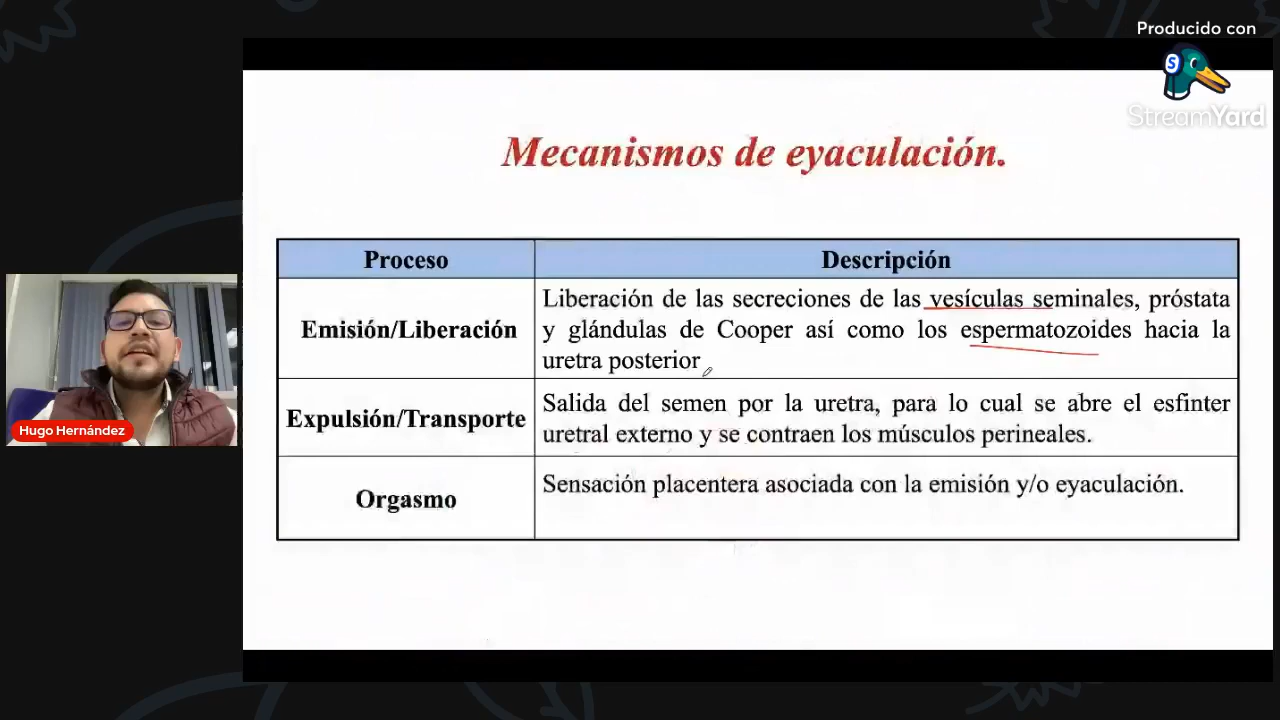 Producido con
StreamYard
Mecanismos de eyaculación.
Proceso
Descripción
Emisión/Liberación
Liberación de las secreciones de las vesículas seminales, próstata
y glándulas de Cooper así como los espermatozoides hacia la
uretra posterior
Expulsión/Transporte
Salida del semen por la uretra, para lo cual se abre el esfinter
uretral externo y se contraen los músculos perineales.
Orgasmo
Sensación placentera asociada con la emisión y/o eyaculación.
Hugo Hernández